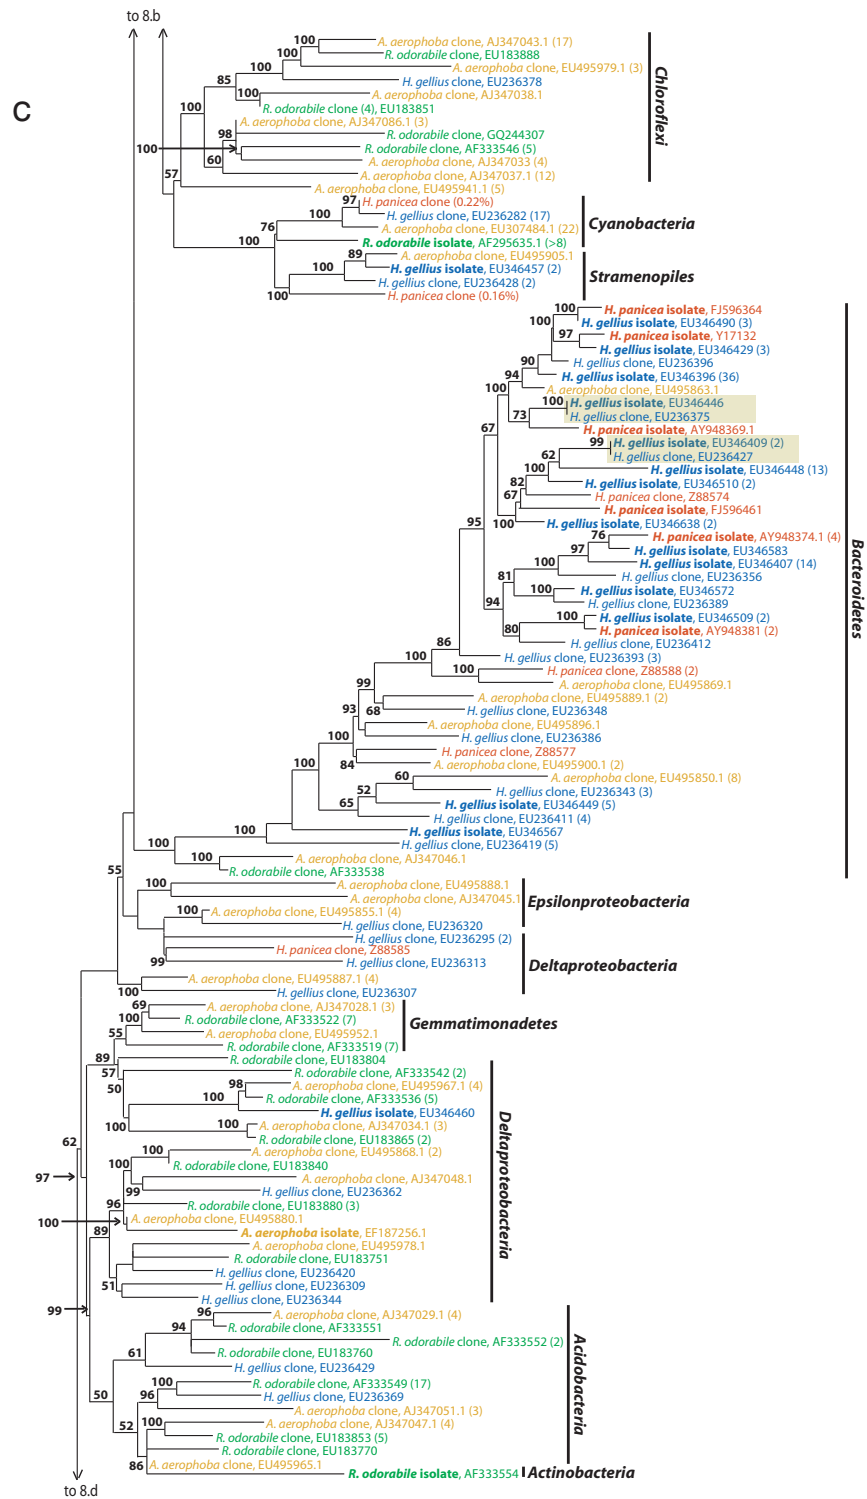 to 8.b
C
A. aerophoba clone, AJ347043.1 (17)
100
R. odorabile EU183888
100
A. aerophoba clone, EU495979.1 (3)
100
H. gellius clone, EU236378
85
A. aerophoba clone, AJ347038.1
100
R. odorabile clone (4), EU183851
100
A. aerophoba clone, AJ347086.1 (3)
98
R. odorabile clone, GQ244307
100
R. odorabile clone, AF333546 (5)
60
A. aerophoba clone, AJ347033 (4)
A. aerophoba clone, AJ347037.1 (12)
57
A. aerophoba clone, EU495941.1 (5)
Chloroflexi
97
H. panicea clone (0.22%)
100
H. gellius clone, EU236282 (17)
76
A. aerophoba clone, EU307484.1 (22)
100
R. odorabile isolate, AF295635.1 (>8)
Cyanobacteria
89
A. aerophoba clone, EU495905.1
100
H. gellius isolate, EU346457 (2)
H. gellius clone, EU236428 (2)
100
H. panicea clone (0.16%)
Stramenopiles
100
H. panicea isolate, FJ596364
100
H. gellius isolate, EU346490 (3)
97
H. panicea isolate, Y17132
H. gellius isolate, EU346429 (3)
90
H. gellius clone, EU236396
94
H. gellius isolate, EU346396 (36)
100
A. aerophoba clone, EU495863.1
100
H. gellius isolate, EU346446
73
H. gellius clone, EU236375
67
H. panicea isolate, AY948369.1
99
H. gellius isolate, EU346409 (2)
62
H. gellius clone, EU236427
100
H. gellius isolate, EU346448 (13)
82
H. gellius isolate, EU346510 (2)
67
H. panicea clone, Z88574
H. panicea isolate, FJ596461
100
H. gellius isolate, EU346638 (2)
95
76
H. panicea isolate, AY948374.1 (4)
97
H. gellius isolate, EU346583
100
H. gellius isolate, EU346407 (14)
81
H. gellius clone, EU236356
100
H. gellius isolate, EU346572
94
H. gellius clone, EU236389
100
H. gellius isolate, EU346509 (2)
80
H. panicea isolate, AY948381 (2)
H. gellius clone, EU236412
86
H. gellius clone, EU236393 (3)
100
100
H. panicea clone, Z88588 (2)
A. aerophoba clone, EU495869.1
99
A. aerophoba clone, EU495889.1 (2)
68
H. gellius clone, EU236348
93
A. aerophoba clone, EU495896.1
H. gellius clone, EU236386
100
H. panicea clone, Z88577
84
A. aerophoba clone, EU495900.1 (2)
100
60
A. aerophoba clone, EU495850.1 (8)
52
H. gellius clone, EU236343 (3)
65
H. gellius isolate, EU346449 (5)
H. gellius clone, EU236411 (4)
100
H. gellius isolate, EU346567
H. gellius clone, EU236419 (5)
100
100
A. aerophoba clone, AJ347046.1
R. odorabile clone, AF333538
Bacteroidetes
55
100
A. aerophoba clone, EU495888.1
A. aerophoba clone, AJ347045.1
100
A. aerophoba clone, EU495855.1 (4)
H. gellius clone, EU236320
Epsilonproteobacteria
H. gellius clone, EU236295 (2)
H. panicea clone, Z88585
99
H. gellius clone, EU236313
A. aerophoba clone, EU495887.1 (4)
100
H. gellius clone, EU236307
Deltaproteobacteria
69
A. aerophoba clone, AJ347028.1 (3)
100
R. odorabile clone, AF333522 (7)
55
A. aerophoba clone, EU495952.1
R. odorabile clone, AF333519 (7)
Gemmatimonadetes
89
R. odorabile clone, EU183804
57
R. odorabile clone, AF333542 (2)
50
98
A. aerophoba clone, EU495967.1 (4)
100
R. odorabile clone, AF333536 (5)
H. gellius isolate, EU346460
100
100
A. aerophoba clone, AJ347034.1 (3)
R. odorabile clone, EU183865 (2)
62
100
A. aerophoba clone, EU495868.1 (2)
100
R. odorabile clone, EU183840
97
A. aerophoba clone, AJ347048.1
99
H. gellius clone, EU236362
96
R. odorabile clone, EU183880 (3)
100
A. aerophoba clone, EU495880.1
89
A. aerophoba isolate, EF187256.1
A. aerophoba clone, EU495978.1
R. odorabile clone, EU183751
H. gellius clone, EU236420
51
H. gellius clone, EU236309
H. gellius clone, EU236344
Deltaproteobacteria
99
96
A. aerophoba clone, AJ347029.1 (4)
94
R. odorabile clone, AF333551
R. odorabile clone, AF333552 (2)
61
R. odorabile clone, EU183760
H. gellius clone, EU236429
50
100
R. odorabile clone, AF333549 (17)
96
H. gellius clone, EU236369
A. aerophoba clone, AJ347051.1 (3)
52
100
A. aerophoba clone, AJ347047.1 (4)
R. odorabile clone, EU183853 (5)
R. odorabile clone, EU183770
86
A. aerophoba clone, EU495965.1
Acidobacteria
R. odorabile isolate, AF333554
Actinobacteria
to 8.d